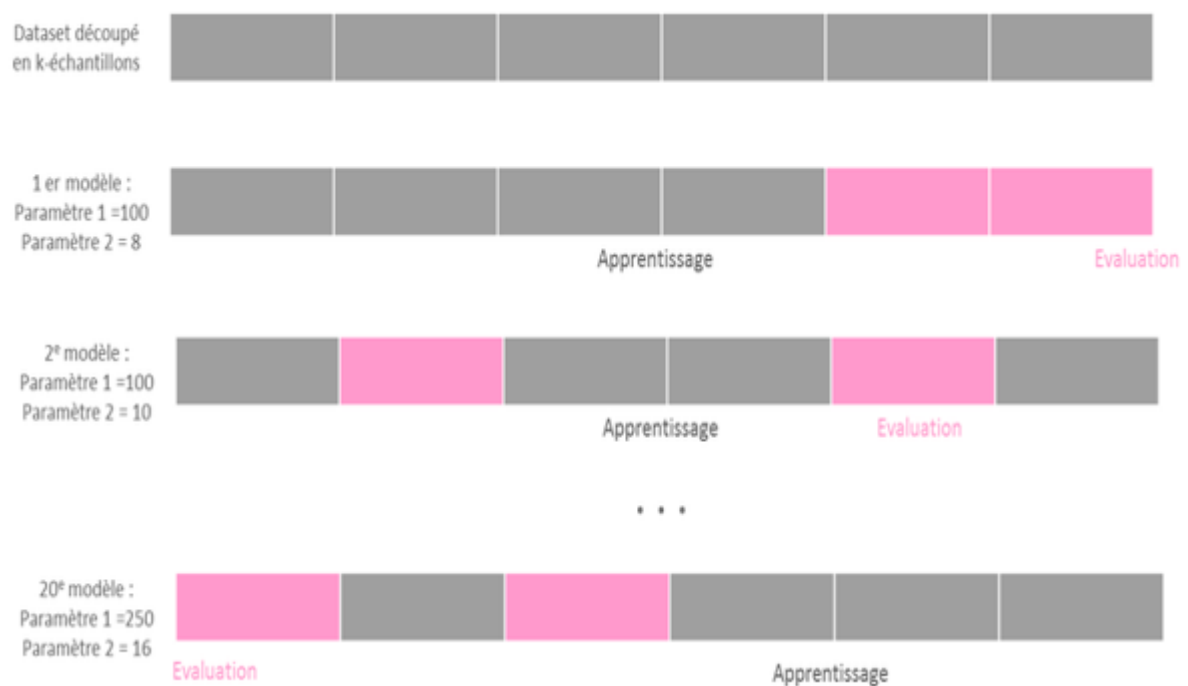 Dataset découpé
en k-échantillons
1 er modèle :
Paramètre 1 =100
Paramètre 2 = 8
Apprentissage
Evaluation
2ᵉ modèle :
Paramètre 1 =100
Paramètre 2 = 10
Apprentissage
Evaluation
. . .
20ᵉ modèle :
Paramètre 1 =250
Paramètre 2 = 16
Evaluation
Apprentissage